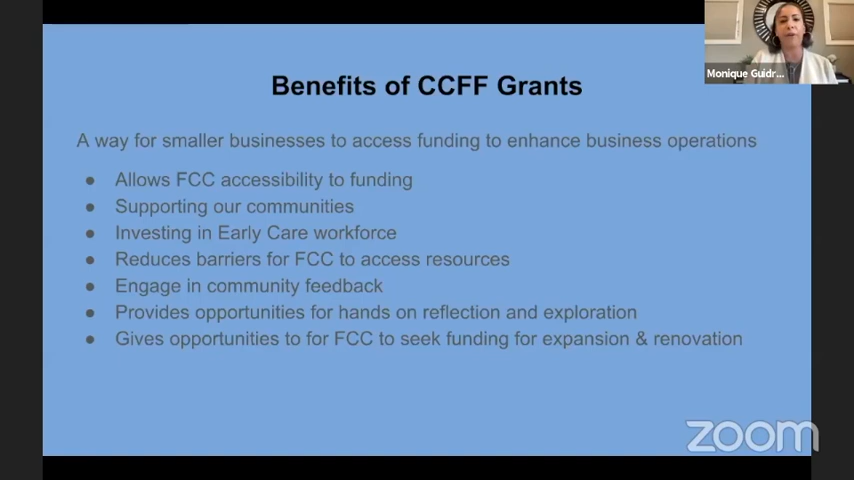 Benefits of CCFF Grants
Monique Guidr...
A way for smaller businesses to access funding to enhance business operations
● Allows FCC accessibility to funding
● Supporting our communities
● Investing in Early Care workforce
● Reduces barriers for FCC to access resources
● Engage in community feedback
● Provides opportunities for hands on reflection and exploration
● Gives opportunities to for FCC to seek funding for expansion & renovation
zoom